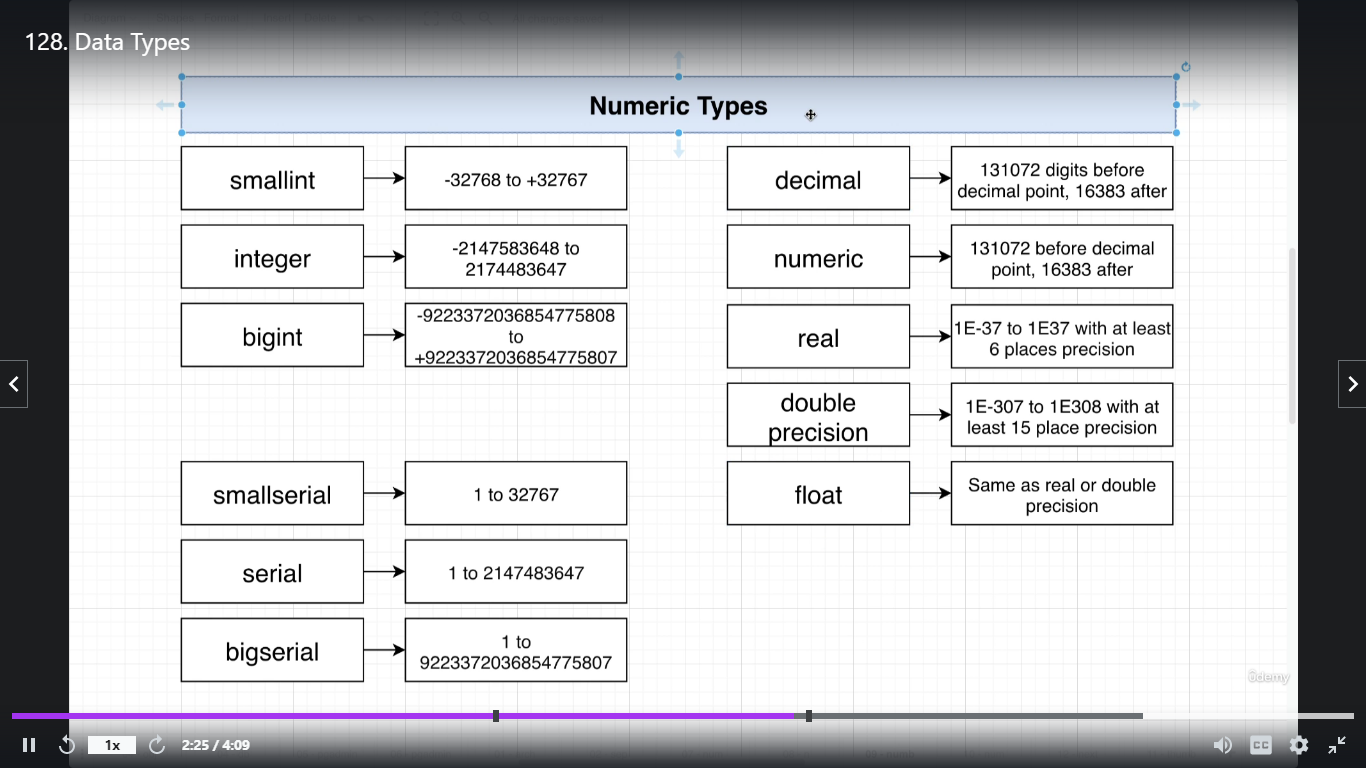 128. Data Types
Numeric Types
smallint
-32768 to +32767
integer
-2147583648 to
2174483647
bigint
-9223372036854775808
to
+9223372036854775807
smallserial
1 to 32767
serial
1 to 2147483647
bigserial
1 to
9223372036854775807
decimal
131072 digits before
decimal point, 16383 after
numeric
131072 before decimal
point, 16383 after
real
1E-37 to 1E37 with at least
6 places precision
double
precision
1E-307 to 1E308 with at
least 15 place precision
float
Same as real or double
precision
ûdemy
1x
2:25 / 4:09
CC